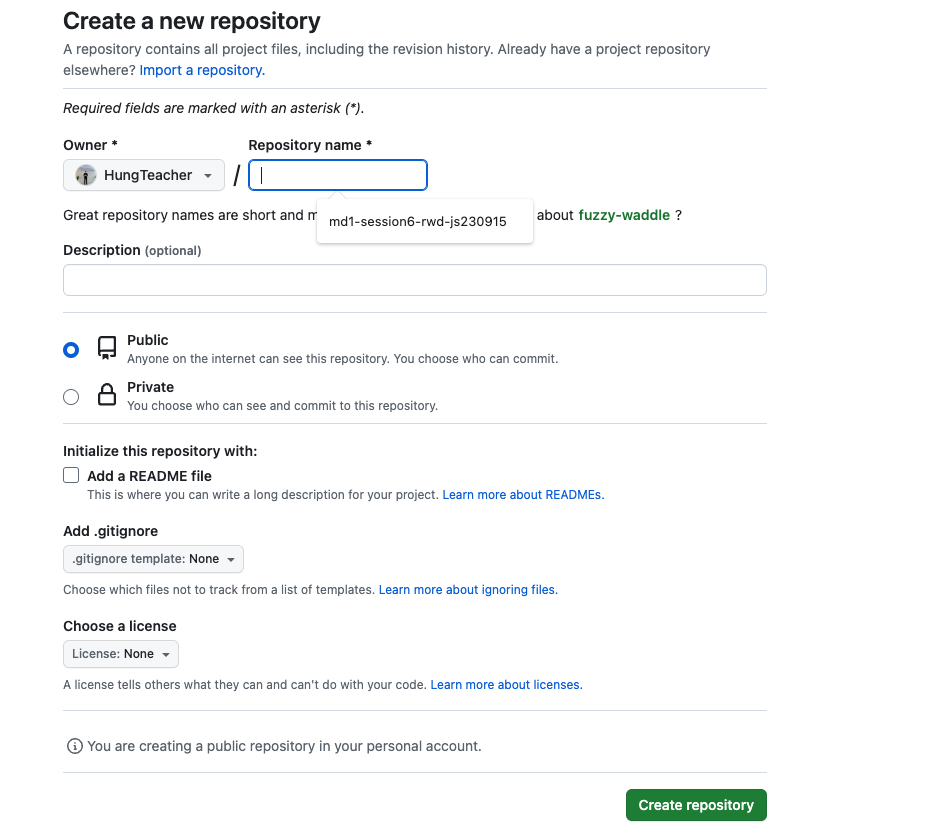 Create a new repository
A repository contains all project files, including the revision history. Already have a project repository
elsewhere? Import a repository.
Required fields are marked with an asterisk (*).
Owner * Repository name *
HungTeacher /
Great repository names are short and m about fuzzy-waddle ?
md1-session6-rwd-js230915
Description (optional)
Public
Anyone on the internet can see this repository. You choose who can commit.
Private
You choose who can see and commit to this repository.
Initialize this repository with:
Add a README file
This is where you can write a long description for your project. Learn more about READMEs.
Add .gitignore
.gitignore template: None
Choose which files not to track from a list of templates. Learn more about ignoring files.
Choose a license
License: None
A license tells others what they can and can't do with your code. Learn more about licenses.
You are creating a public repository in your personal account.
Create repository